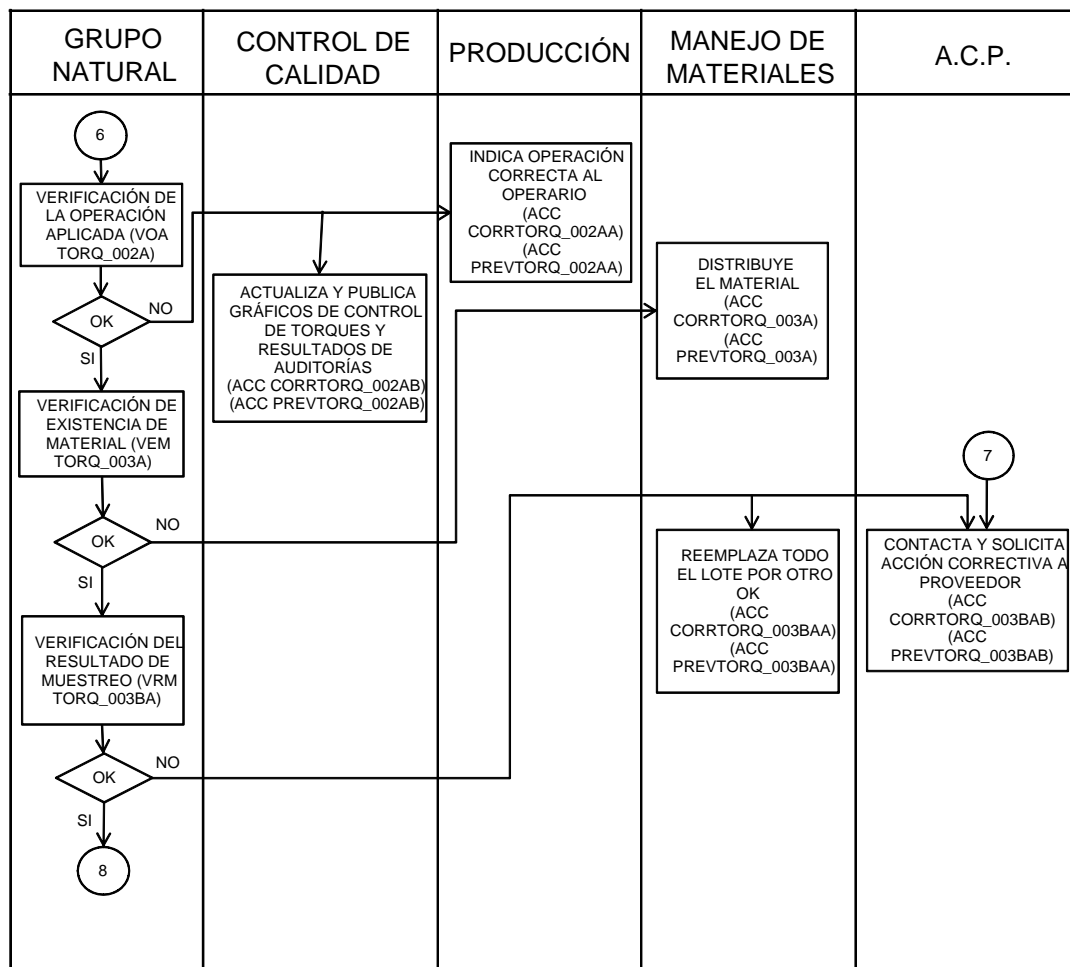 GRUPO
NATURAL
CONTROL DE
CALIDAD
PRODUCCIÓN
MANEJO DE
MATERIALES
A.C.P.
6
VERIFICACIÓN DE
LA OPERACIÓN
APLICADA (VOA
TORQ_002A)
OK
NO
SI
INDICA OPERACIÓN
CORRECTA AL
OPERARIO
(ACC
CORRTORQ_002AA)
(ACC
PREVTORQ_002AA)
ACTUALIZA Y PUBLICA
GRÁFICOS DE CONTROL
DE TORQUES Y
RESULTADOS DE
AUDITORÍAS
(ACC CORRTORQ_002AB)
(ACC PREVTORQ_002AB)
DISTRIBUYE
EL MATERIAL
(ACC
CORRTORQ_003A)
(ACC
PREVTORQ_003A)
VERIFICACIÓN DE
EXISTENCIA DE
MATERIAL (VEM
TORQ_003A)
OK
NO
SI
7
REEMPLAZA TODO
EL LOTE POR OTRO
OK
(ACC
CORRTORQ_003BAA)
(ACC
PREVTORQ_003BAA)
CONTACTA Y SOLICITA
ACCIÓN CORRECTIVA A
PROVEEDOR
(ACC
CORRTORQ_003BAB)
(ACC
PREVTORQ_003BAB)
VERIFICACIÓN DEL
RESULTADO DE
MUESTREO (VRM
TORQ_003BA)
OK
NO
SI
8